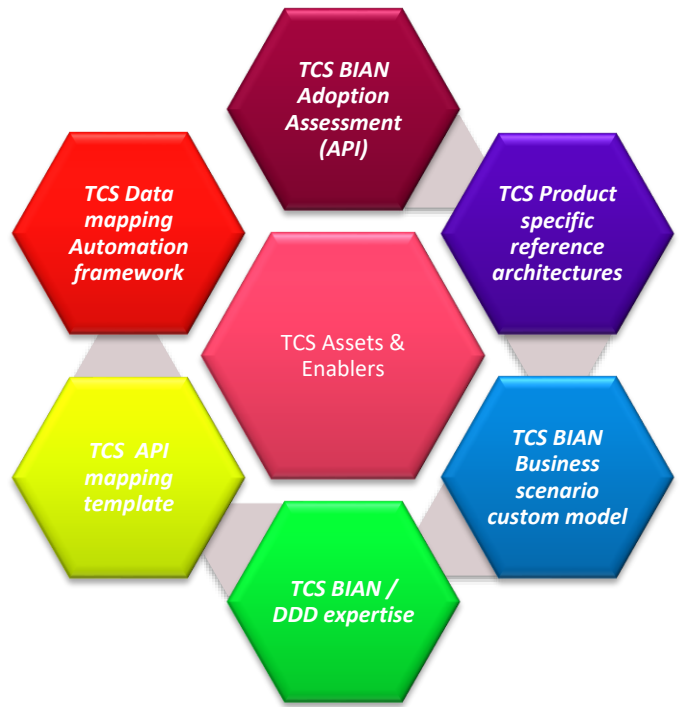 TCS BIAN
Adoption
Assessment
(API)
TCS Data
mapping
Automation
framework
TCS Product
specific
reference
architectures
TCS Assets &
Enablers
TCS API
mapping
template
TCS BIAN
Business
scenario
custom model
TCS BIAN /
DDD expertise